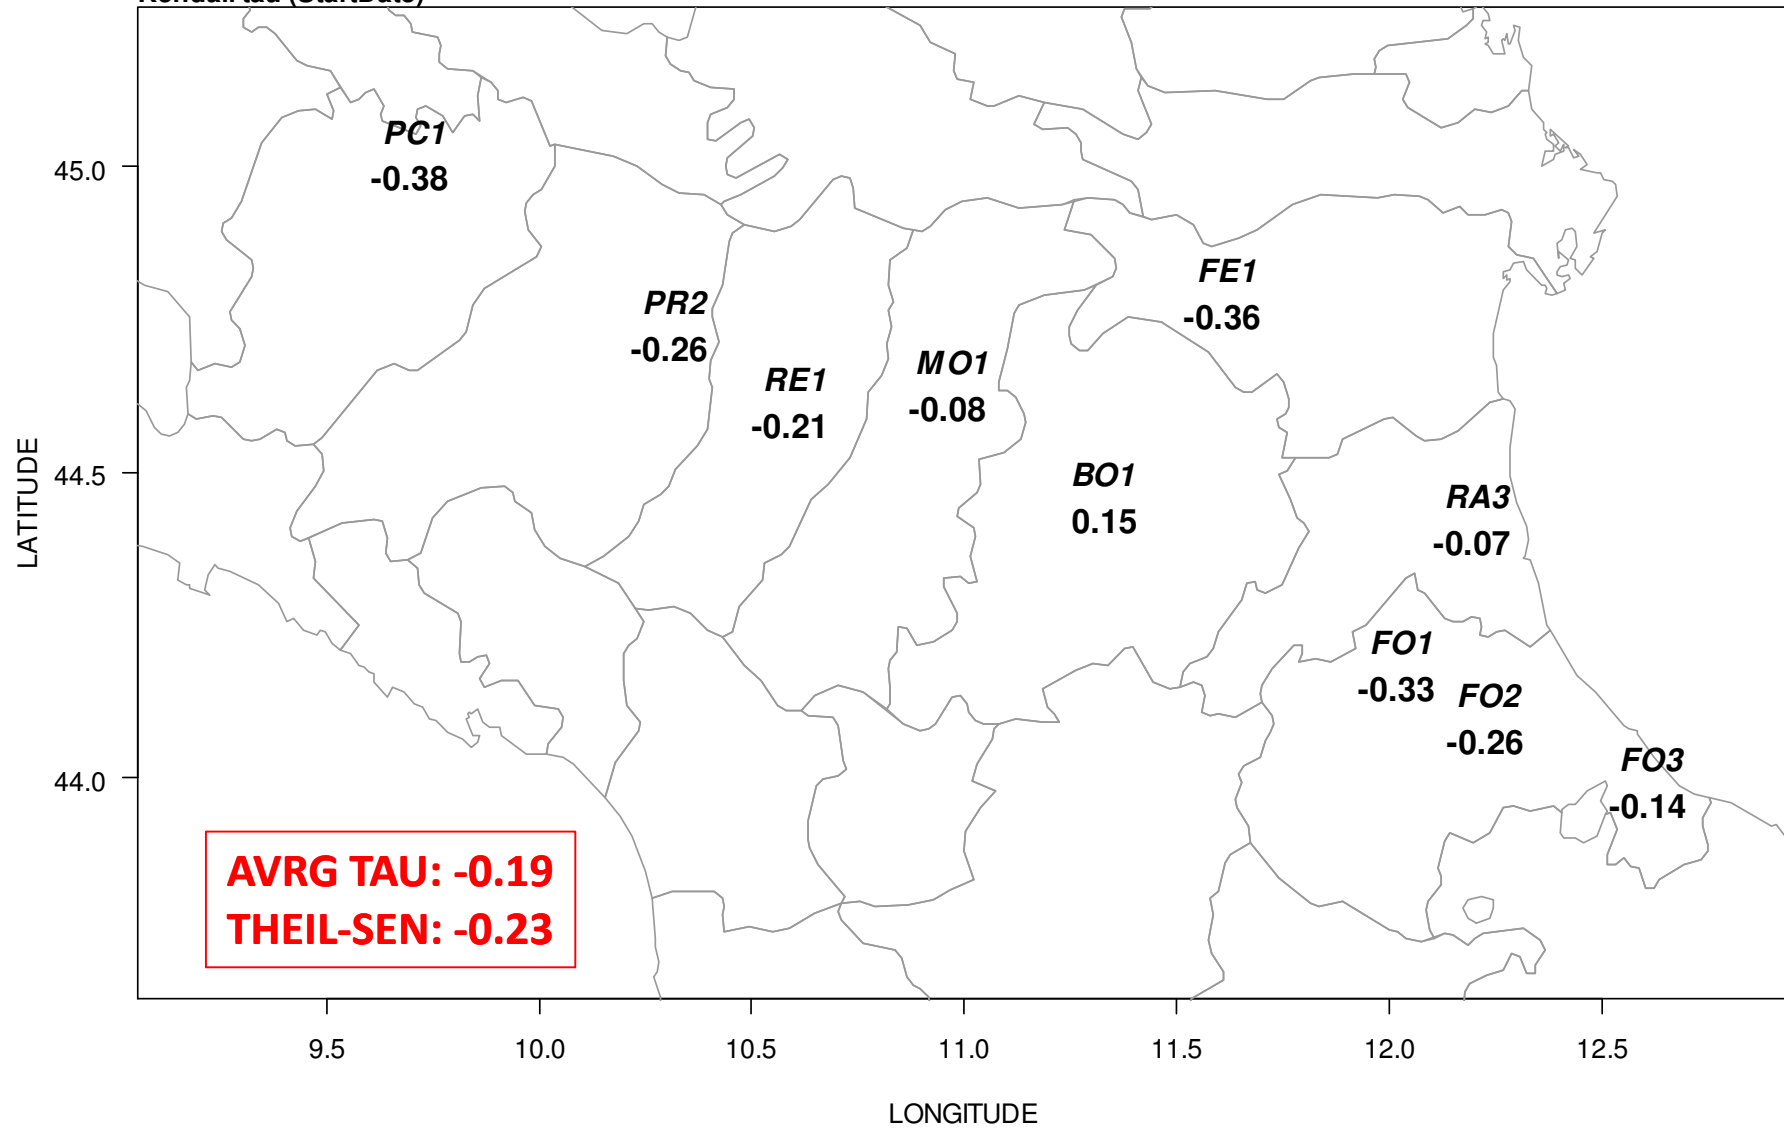 Kendall tau (StartDate)
PC1
-0.38
45.0
FE1
-0.36
PR2
-0.26
MO1
-0.08
RE1
-0.21
BO1
0.15
44.5
RA3
-0.07
LATITUDE
FO1
-0.33
FO2
-0.26
FO3
-0.14
44.0
AVRG TAU: -0.19
THEIL-SEN: -0.23
9.5 10.0 10.5 11.0 11.5 12.0 12.5
LONGITUDE